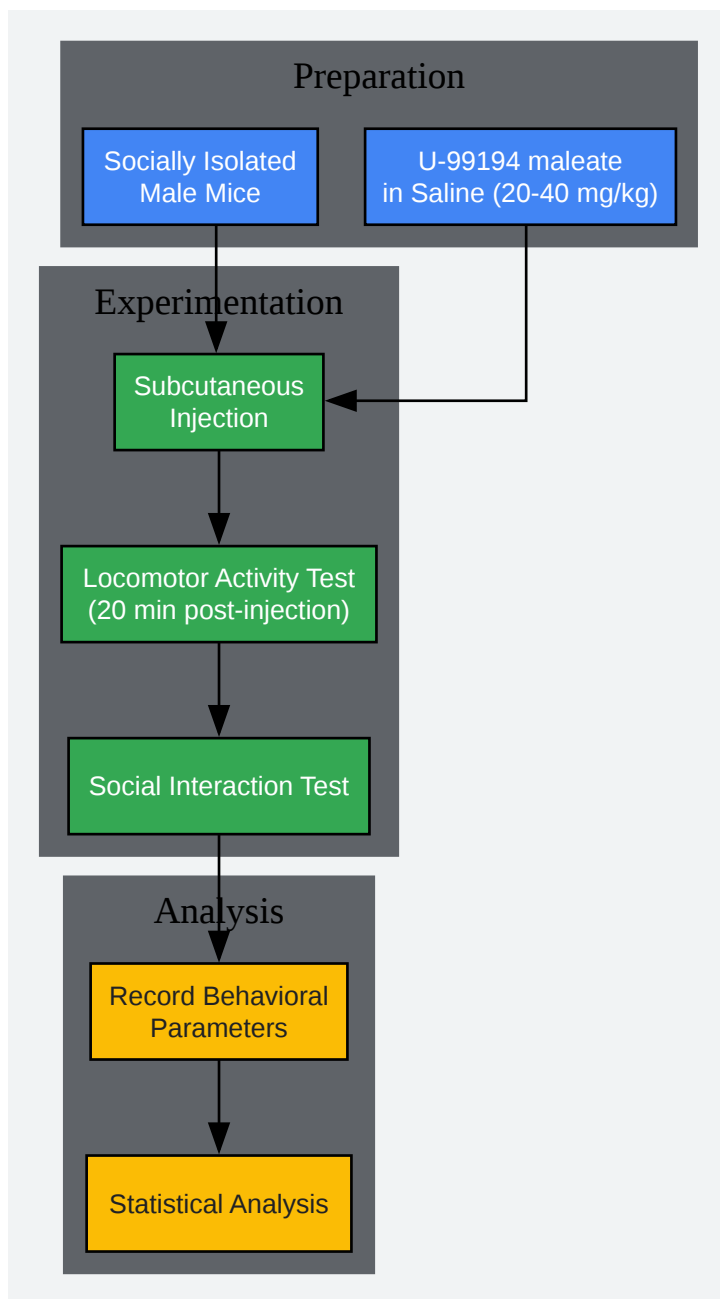 Preparation
Socially Isolated
Male Mice
U-99194 maleate
in Saline (20-40 mg/kg)
Experimentation
Subcutaneous
Injection
Locomotor Activity Test
(20 min post-injection)
Social Interaction Test
Analysis
Record Behavioral
Parameters
Statistical Analysis